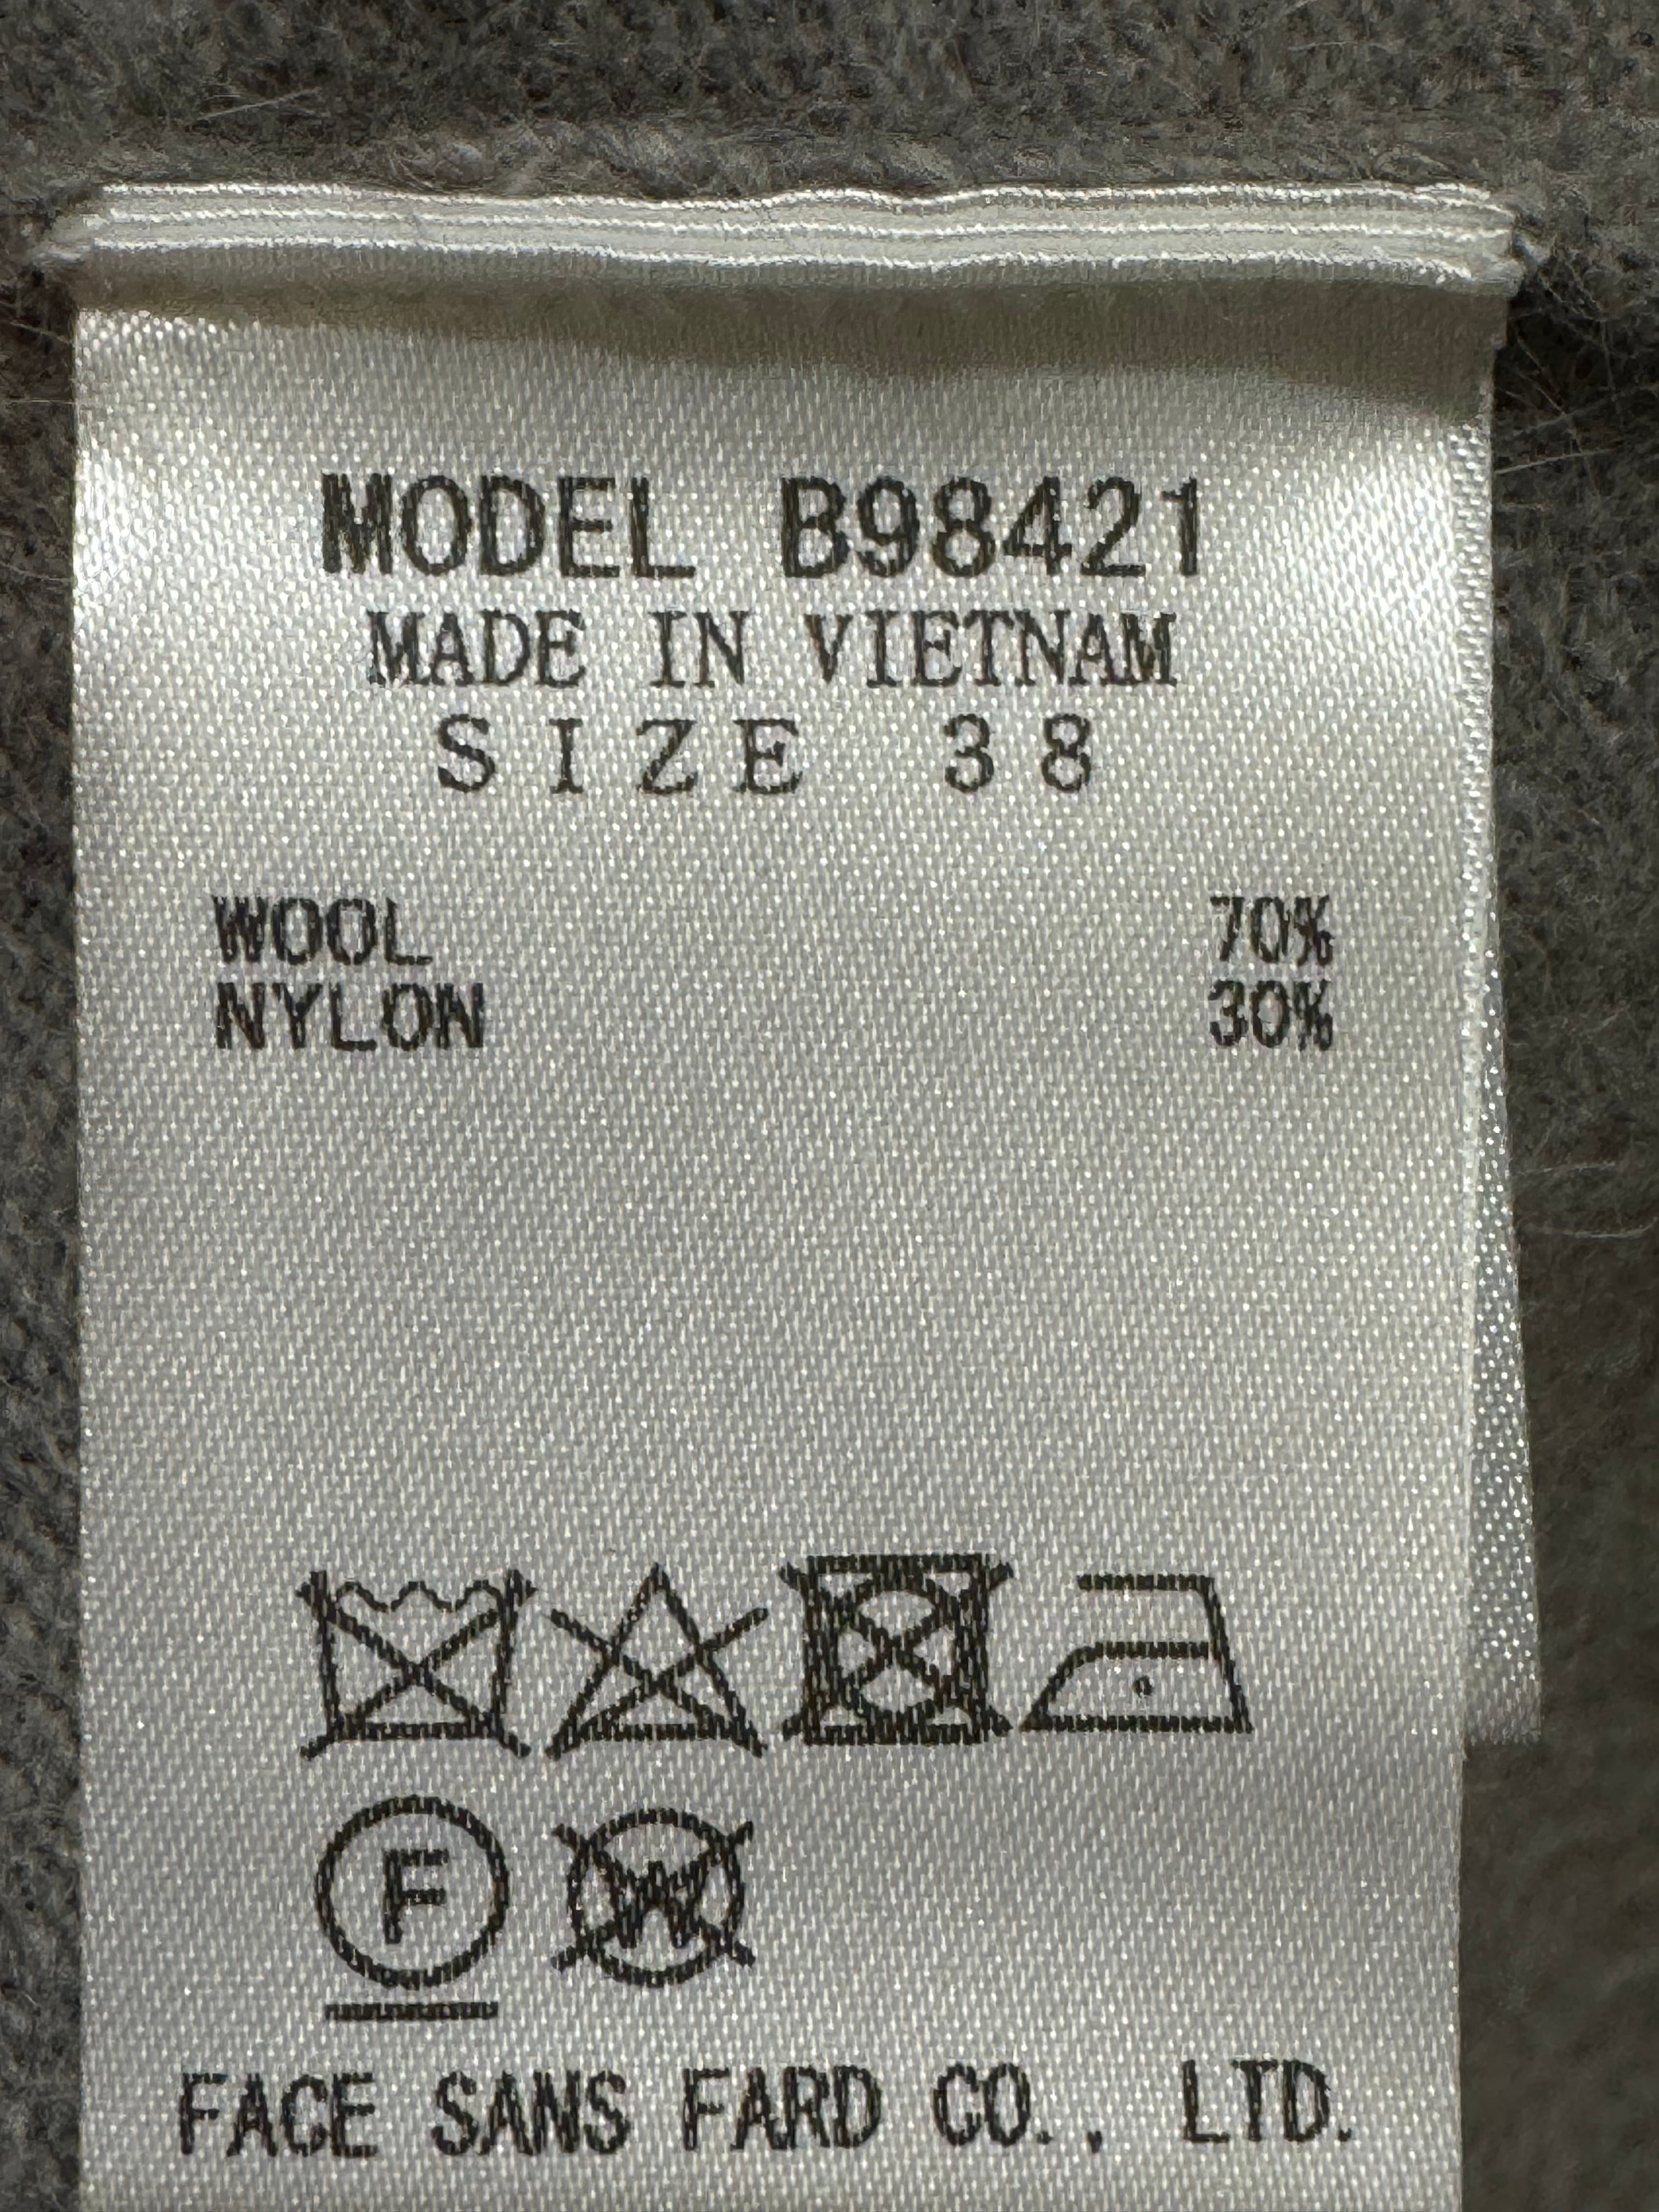 MODEL B98421
MADE IN VIETNAM
SIZE 38
WOOL 70%
NYLON 30%
F W
FACE SANS FARD CO., LTD.